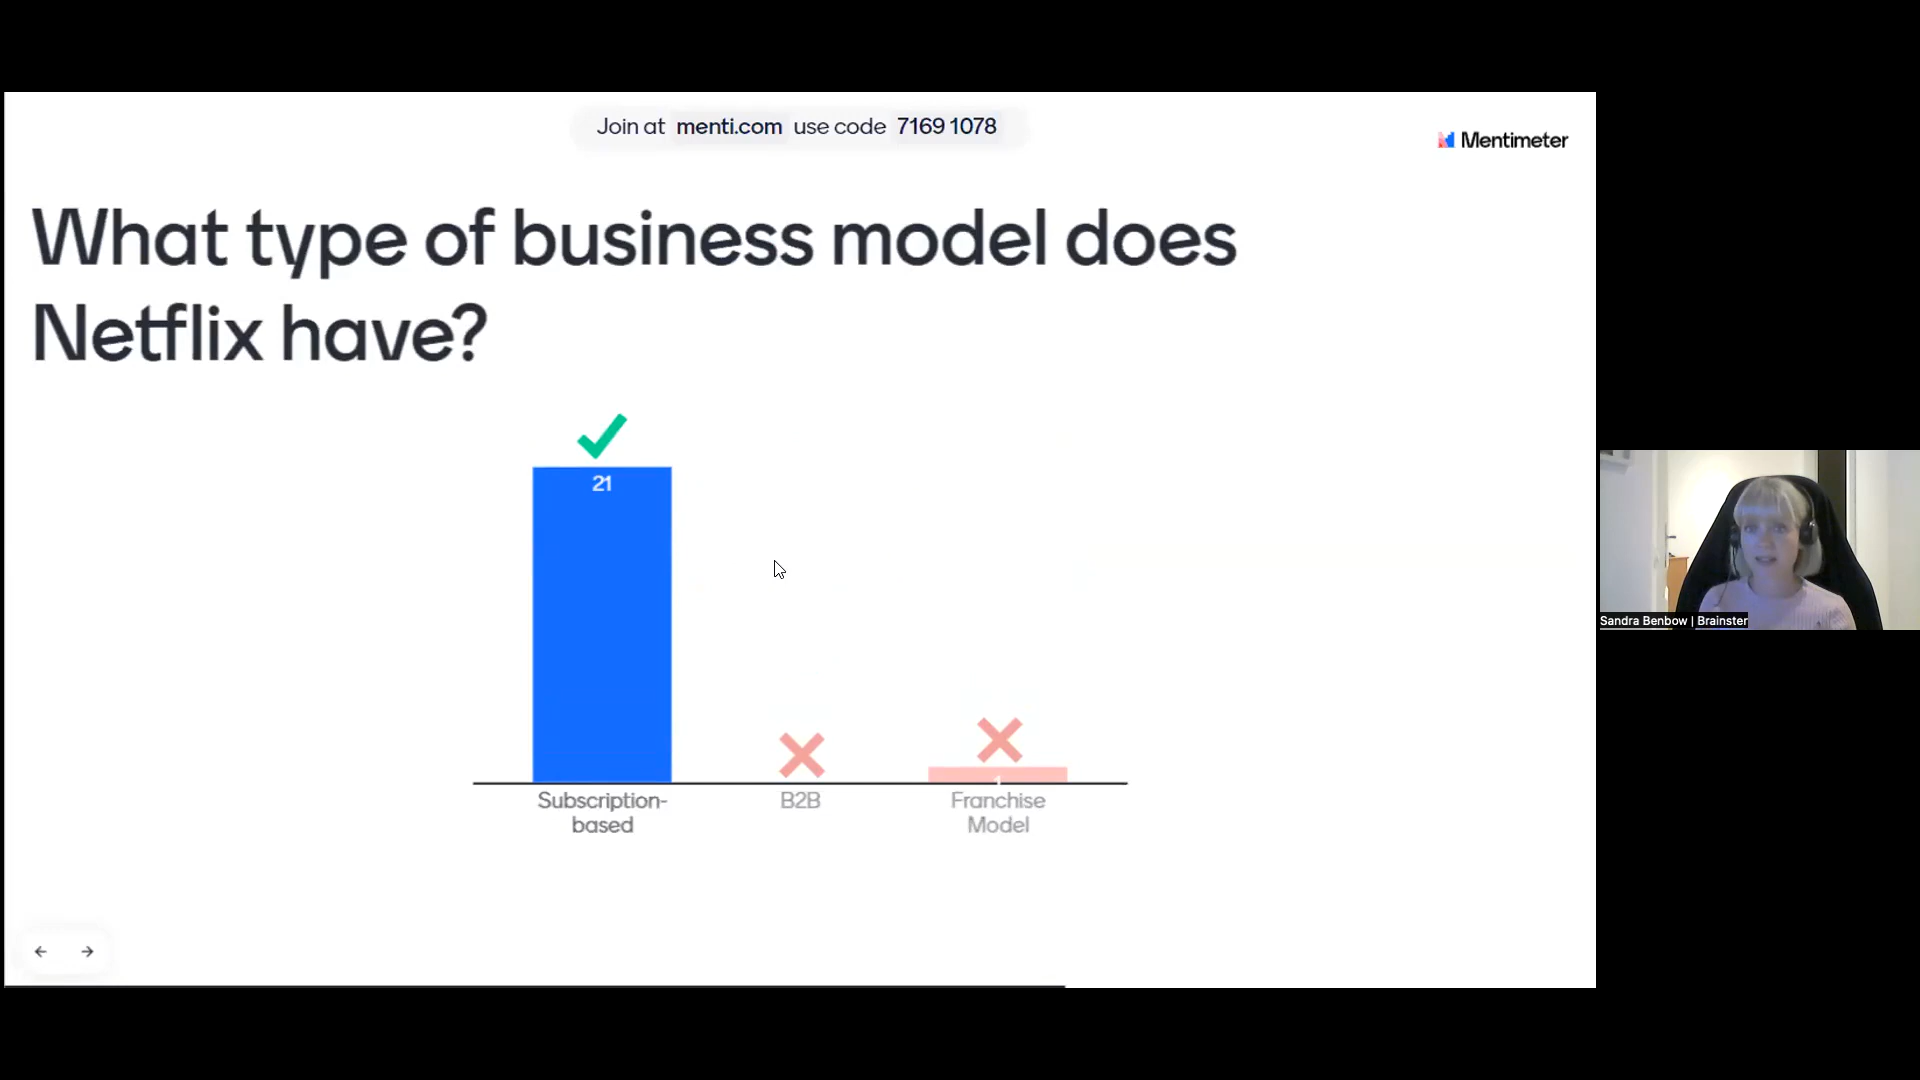 Join at menti.com use code 7169 1078
Mentimeter
What type of business model does
Netflix have?
21
1
Subscription-
based
B2B
Franchise
Model
Sandra Benbow | Brainster